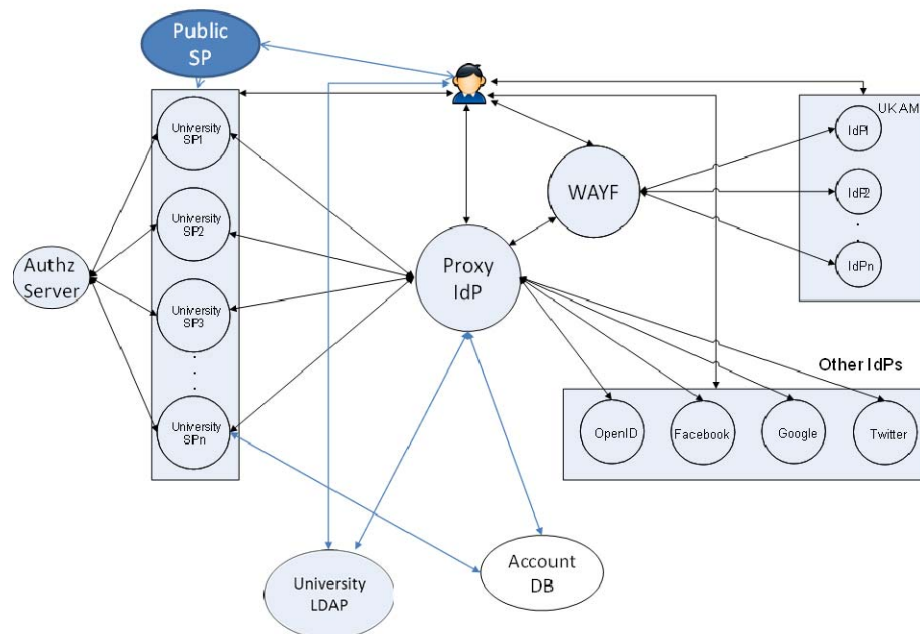 Public
SP
UKAM
University
SP1
IdP1
University
SP2
WAYF
IdP2
Authz
Server
Proxy
IdP
IdPn
University
SP3
Other IdPs
University
SPn
OpenID
Facebook
Google
Twitter
Account
DB
University
LDAP